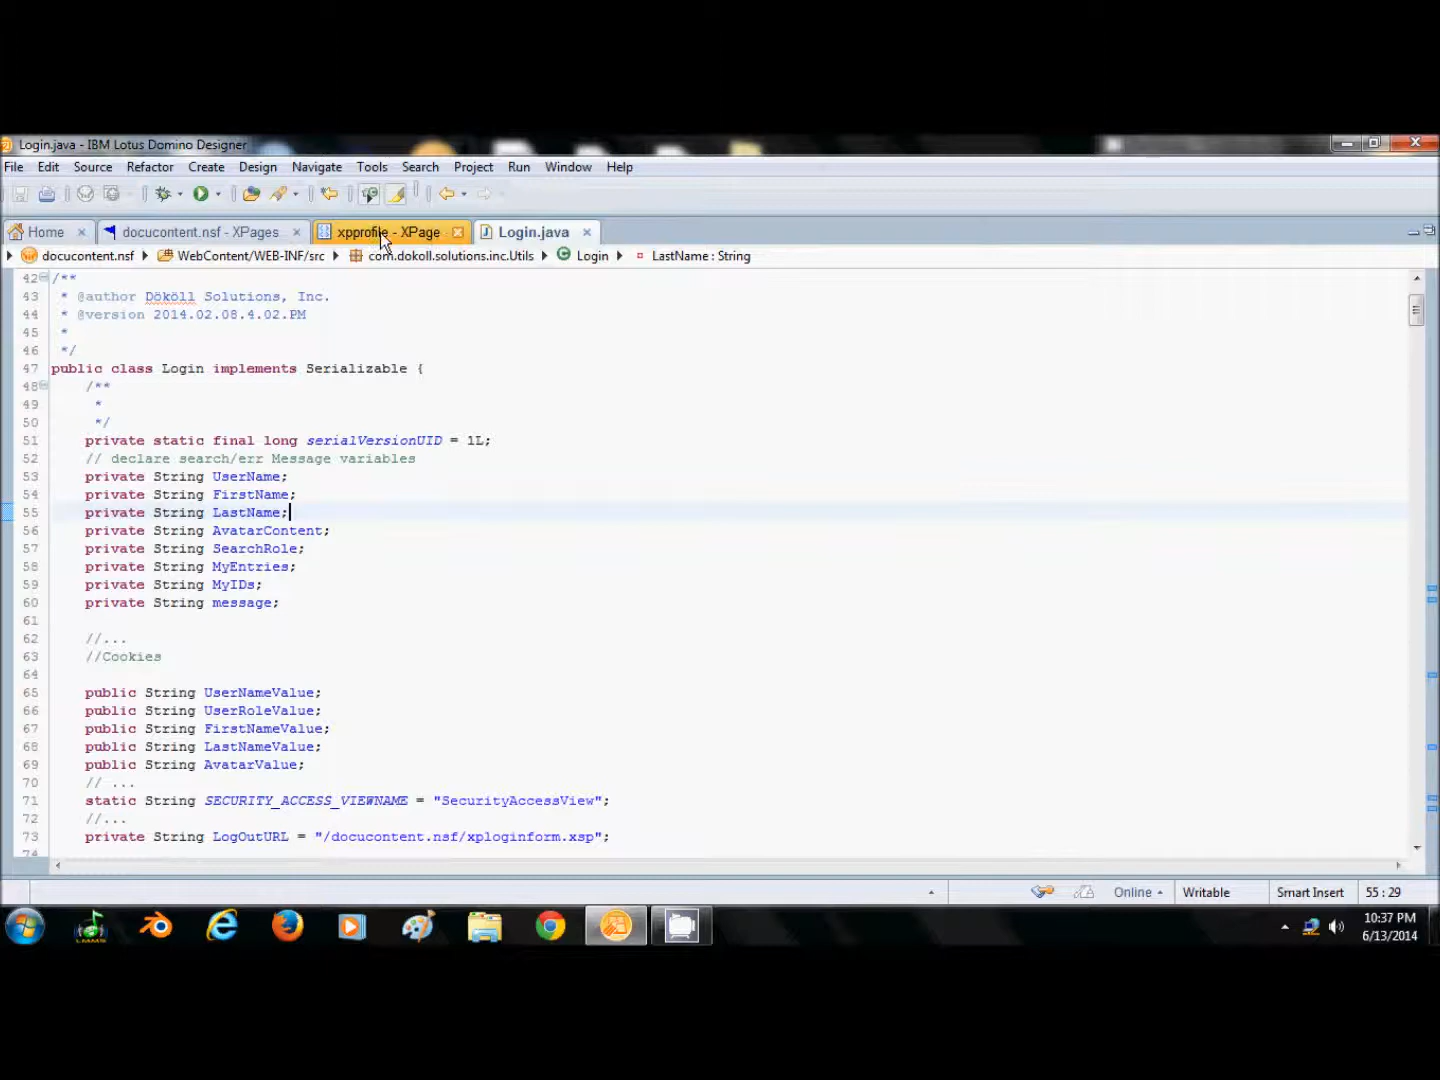 Login.java - IBM Lotus Domino Designer
File Edit Source Refactor Create Design Navigate Tools Search Project Run Window Help
Home docucontent.nsf - XPages xpprofile - XPage Login.java
docucontent.nsf WebContent/WEB-INF/src com.dokoll.solutions.inc.Utils Login LastName : String
42 /**
43 * @author Dököll Solutions, Inc.
44 * @version 2014.02.08.4.02.PM
45 *
46 */
47 public class Login implements Serializable {
48 /**
49 *
50 */
51 private static final long serialVersionUID = 1L;
52 // declare search/err Message variables
53 private String UserName;
54 private String FirstName;
55 private String LastName;
56 private String AvatarContent;
57 private String SearchRole;
58 private String MyEntries;
59 private String MyIDs;
60 private String message;
61
62 //...
63 //Cookies
64
65 public String UserNameValue;
66 public String UserRoleValue;
67 public String FirstNameValue;
68 public String LastNameValue;
69 public String AvatarValue;
70 // ...
71 static String SECURITY_ACCESS_VIEWNAME = "SecurityAccessView";
72 //...
73 private String LogOutURL = "/docucontent.nsf/xploginform.xsp";
74
Online Writable Smart Insert 55 : 29
LMMS
10:37 PM
6/13/2014